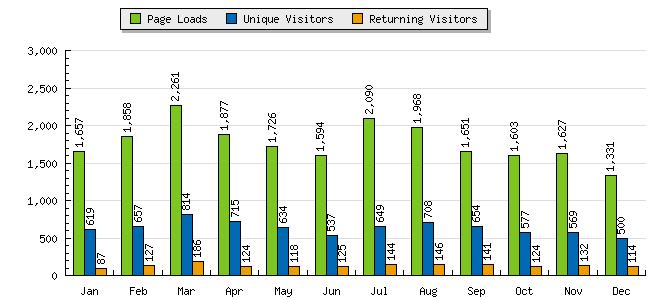 Page Loads Unique Visitors Returning Visitors
3,000
2,500
2,000
1,500
1,000
500
0
1,657 619 87
1,858 657 127
2,261 814 186
1,877 715 124
1,726 634 118
1,594 537 125
2,090 649 144
1,968 708 146
1,651 654 141
1,603 577 124
1,627 569 132
1,331 500 114
Jan Feb Mar Apr May Jun Jul Aug Sep Oct Nov Dec